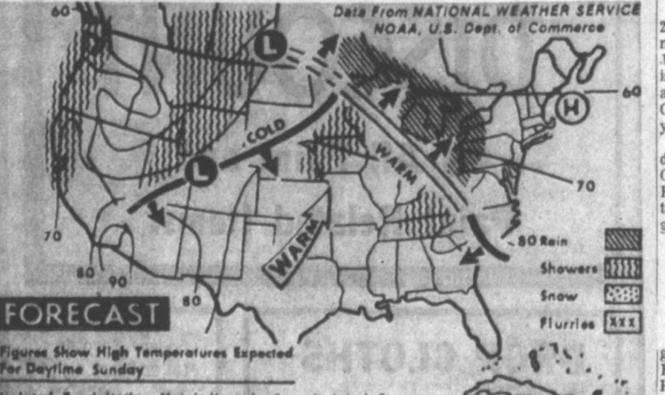 Data From NATIONAL WEATHER SERVICE
NOAA, U.S. Dept. of Commerce
60
L
H
60
COLD
WARM
L
70
70
WARM
80
80 90
80
Rain
Showers
Snow
Flurries
XXX
FORECAST
Figures Show High Temperatures Expected
For Daytime Sunday